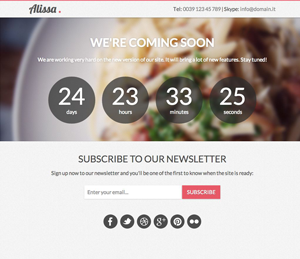 Alissa .
Tel: 0039 123 45 789 | Skype: info@domain.it
WE'RE COMING SOON
We are working very hard on the new version of our site. It will bring a lot of new features. Stay tuned!
24
days
23
hours
33
minutes
25
seconds
SUBSCRIBE TO OUR NEWSLETTER
Sign up now to our newsletter and you'll be one of the first to know when the site is ready:
Enter your email...
SUBSCRIBE